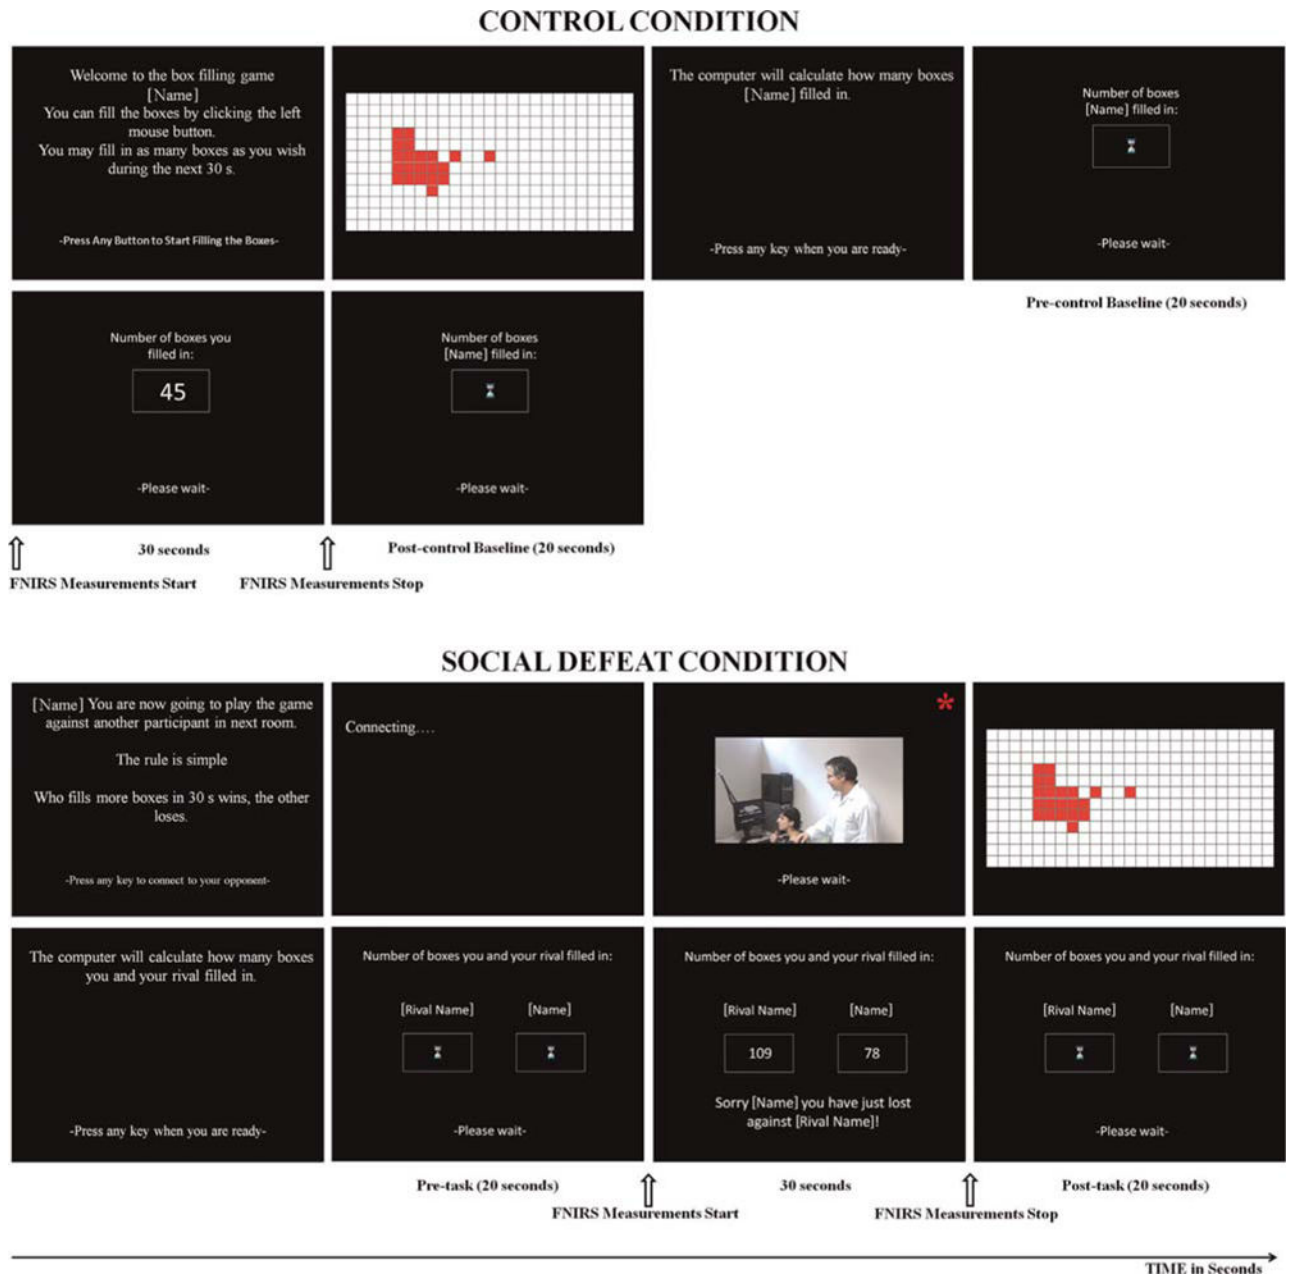 CONTROL CONDITION
Welcome to the box filling game
[Name]
You can fill the boxes by clicking the left
mouse button.
You may fill in as many boxes as you wish
during the next 30 s.
-Press Any Button to Start Filling the Boxes-
The computer will calculate how many boxes
[Name] filled in.
-Press any key when you are ready-
Number of boxes
[Name] filled in:
-Please wait-
Pre-control Baseline (20 seconds)
Number of boxes you
filled in:
45
-Please wait-
Number of boxes
[Name] filled in:
-Please wait-
30 seconds
Post-control Baseline (20 seconds)
FNIRS Measurements Start
FNIRS Measurements Stop
SOCIAL DEFEAT CONDITION
[Name] You are now going to play the game
against another participant in next room.
The rule is simple
Who fills more boxes in 30 s wins, the other
loses.
-Press any key to connect to your opponent-
Connecting....
*
-Please wait-
The computer will calculate how many boxes
you and your rival filled in.
-Press any key when you are ready-
Number of boxes you and your rival filled in:
[Rival Name] [Name]
-Please wait-
Number of boxes you and your rival filled in:
[Rival Name] [Name]
109 78
Sorry [Name] you have just lost
against [Rival Name]!
Number of boxes you and your rival filled in:
[Rival Name] [Name]
-Please wait-
Pre-task (20 seconds)
30 seconds
Post-task (20 seconds)
FNIRS Measurements Start
FNIRS Measurements Stop
TIME in Seconds